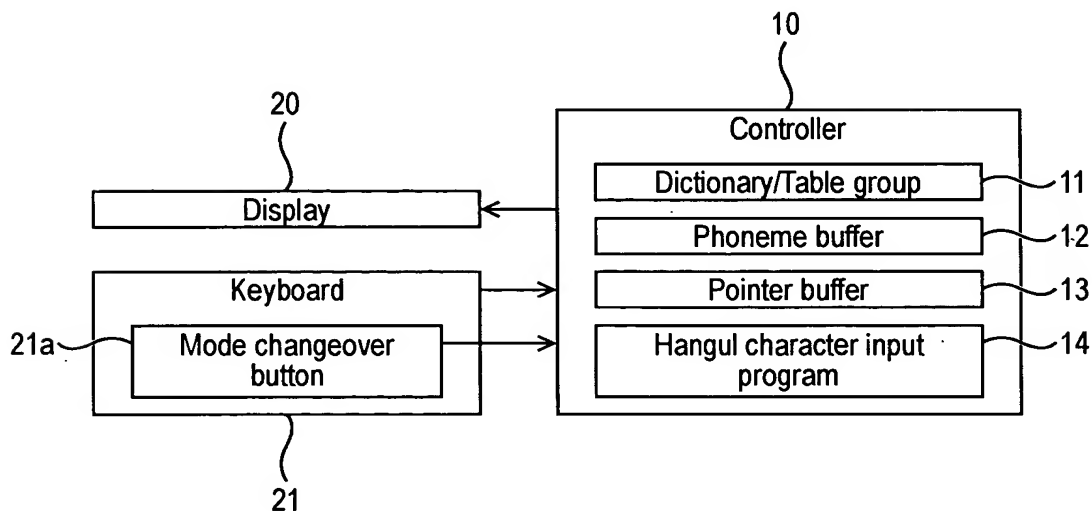 10
20
Controller
Dictionary/Table group
11
Display
Phoneme buffer
12
Keyboard
Pointer buffer
13
21a
Mode changeover
button
Hangul character input
program
14
21